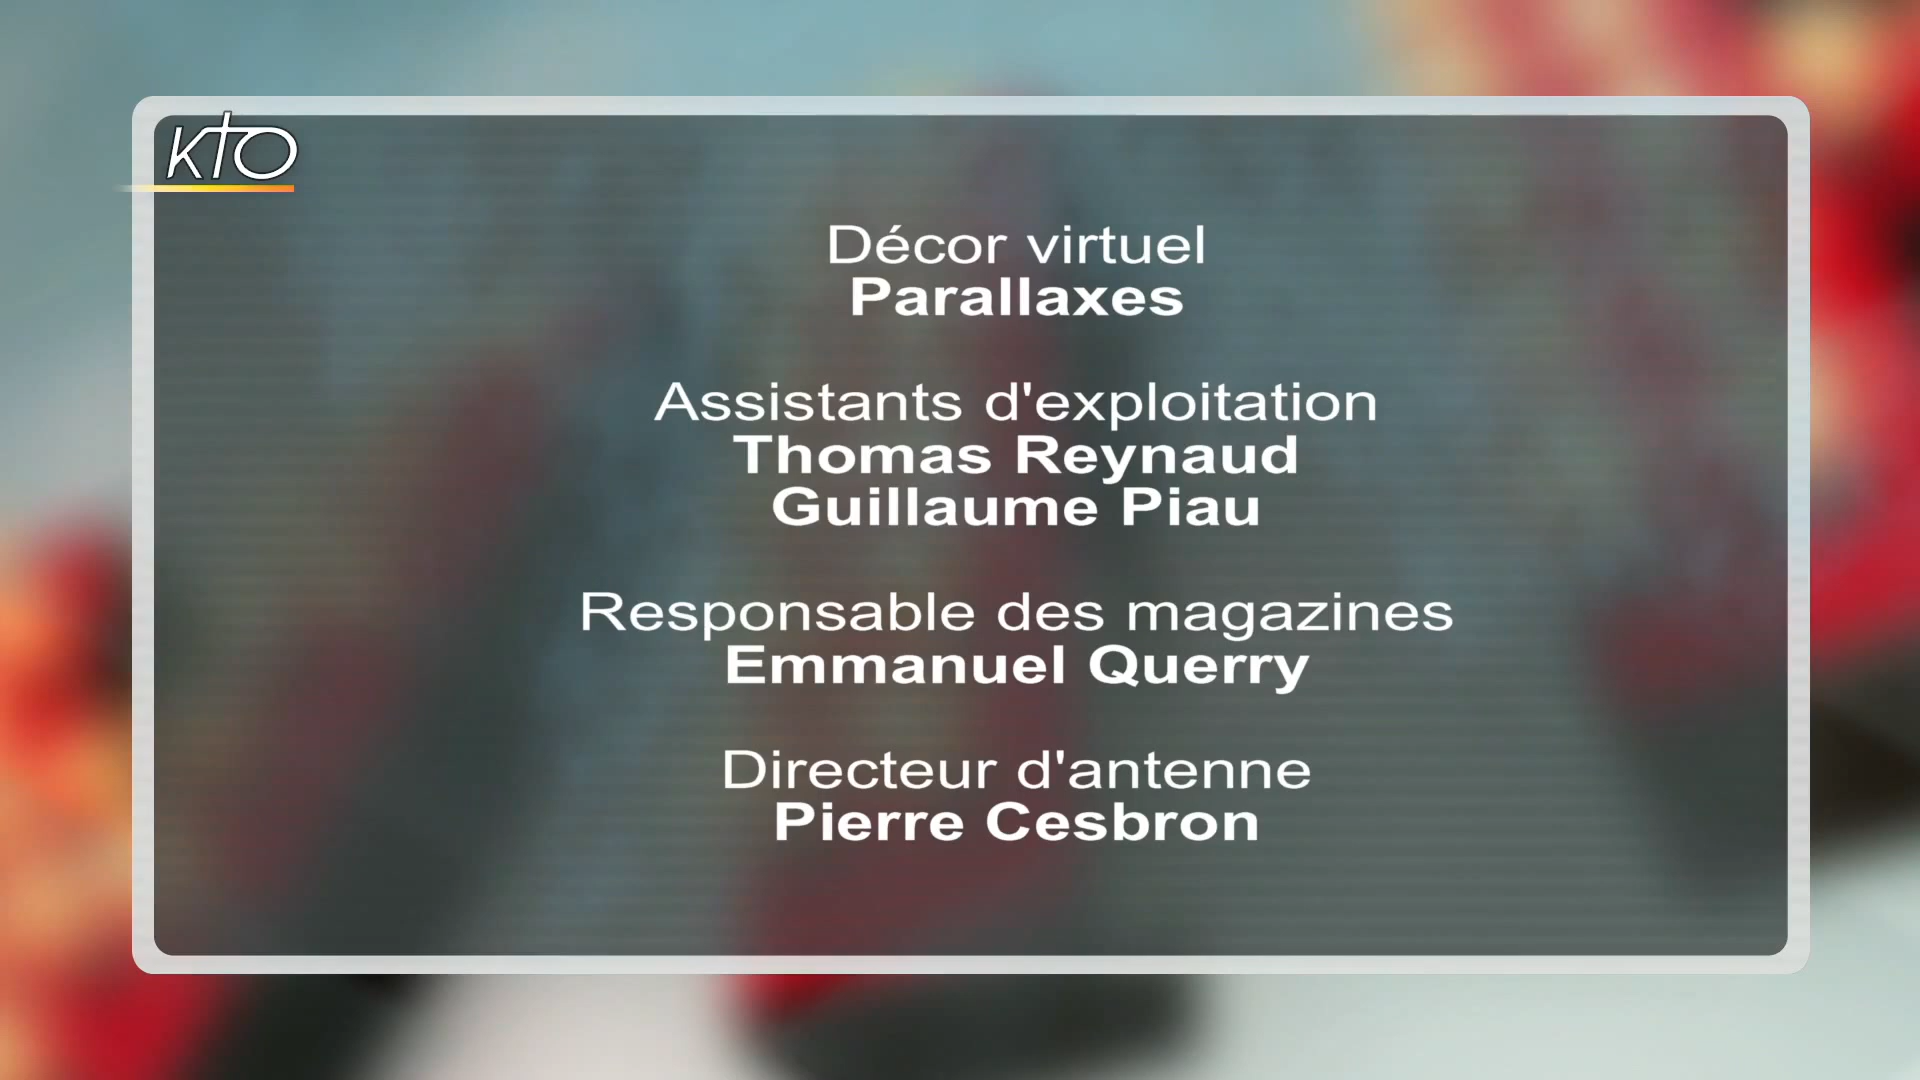 KTO
Décor virtuel
Parallaxes
Assistants d'exploitation
Thomas Reynaud
Guillaume Piau
Responsable des magazines
Emmanuel Querry
Directeur d'antenne
Pierre Cesbron